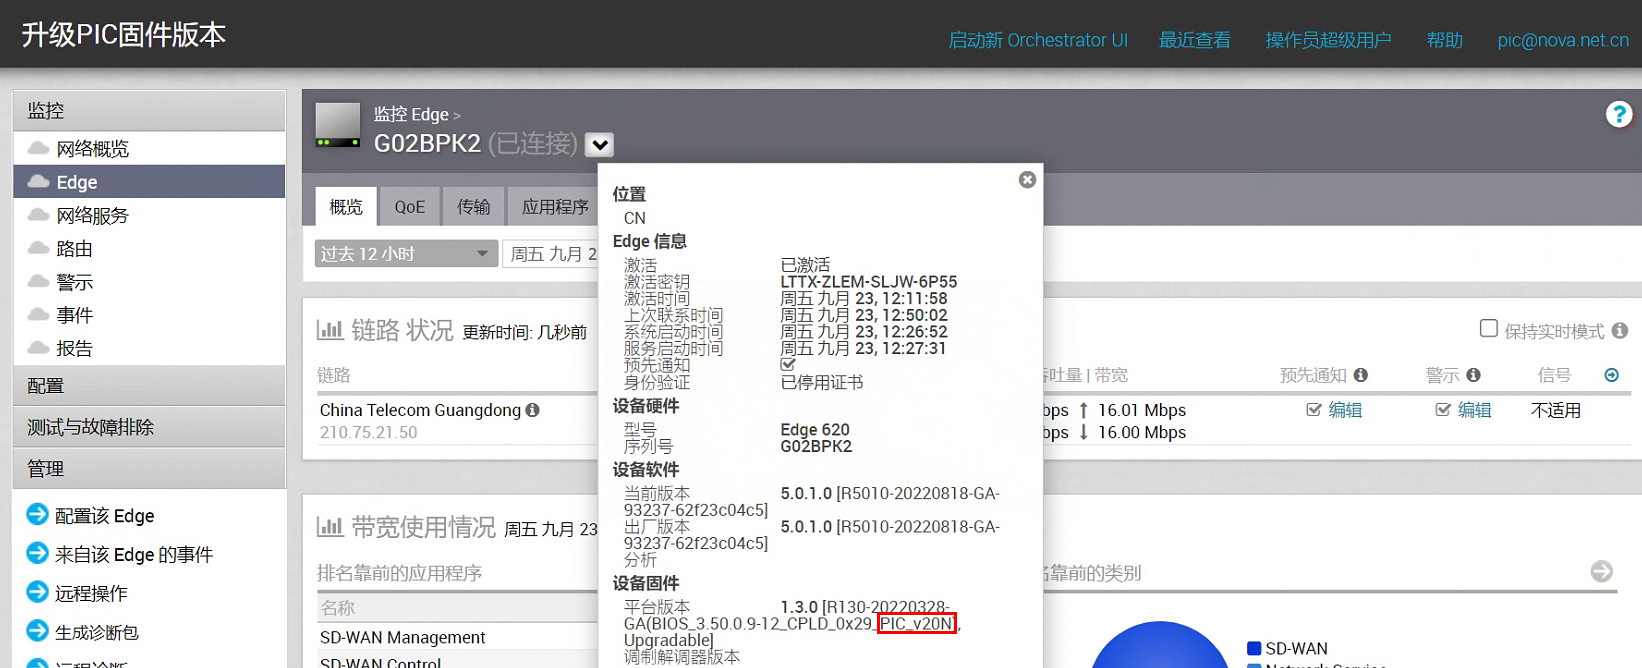 升级PIC固件版本
启动新 Orchestrator UI 最近查看 操作员超级用户 帮助 pic@nova.net.cn
监控
网络概览
Edge
网络服务
路由
警示
事件
报告
配置
测试与故障排除
管理
配置该 Edge
来自该 Edge 的事件
远程操作
生成诊断包
远程诊断
监控 Edge >
G02BPK2 (已连接)
?
概览 QoE 传输 应用程序
过去 12 小时 周五 九月 2
链路 状况 更新时间: 几秒前
保持实时模式
链路
吞吐量 | 带宽 预先通知 警示 信号
China Telecom Guangdong
210.75.21.50
bps ↑ 16.01 Mbps 编辑 编辑 不适用
bps ↓ 16.00 Mbps
带宽使用情况 周五 九月 23
排名靠前的应用程序
名称
SD-WAN Management
SD-WAN Control
名靠前的类别
SD-WAN
Network Service
位置
CN
Edge 信息
激活 已激活
激活密钥 LTTX-ZLEM-SLJW-6P55
激活时间 周五 九月 23, 12:11:58
上次联系时间 周五 九月 23, 12:50:02
系统启动时间 周五 九月 23, 12:26:52
服务启动时间 周五 九月 23, 12:27:31
预先通知
身份验证 已停用证书
设备硬件
型号 Edge 620
序列号 G02BPK2
设备软件
当前版本 5.0.1.0 [R5010-20220818-GA-
93237-62f23c04c5]
出厂版本 5.0.1.0 [R5010-20220818-GA-
93237-62f23c04c5]
分析
设备固件
平台版本 1.3.0 [R130-20220328-
GA(BIOS_3.50.0.9-12_CPLD_0x29_PIC_v20N),
Upgradable]
调制解调器版本